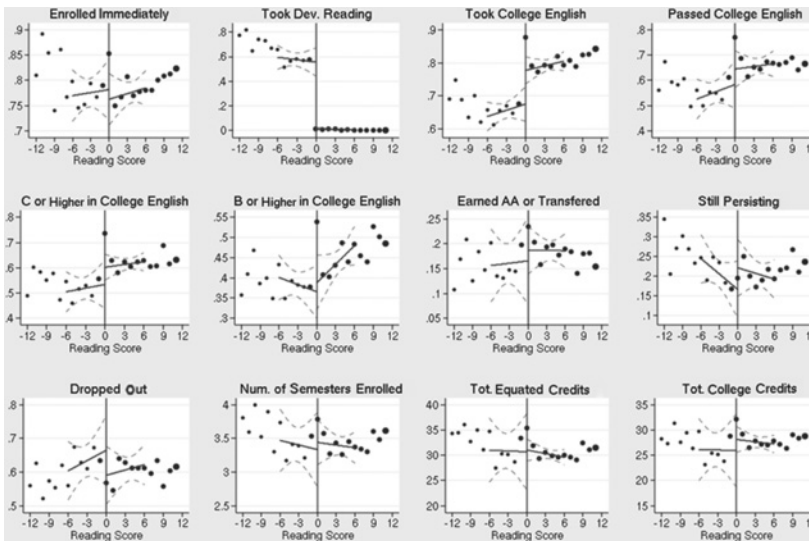 Enrolled Immediately Took Dev. Reading Took College English Passed College English
.9 .8 .9 .8
.85 .6 .8 .7
.8 .4 .7 .6
.75 .2 .6 .5
.7 0 .4
-12 -9 -6 -3 0 3 6 9 12 -12 -9 -6 -3 0 3 6 9 12 -12 -9 -6 -3 0 3 6 9 12 -12 -9 -6 -3 0 3 6 9 12
Reading Score Reading Score Reading Score Reading Score
C or Higher in College English B or Higher in College English Earned AA or Transfered Still Persisting
.8 .55 .25 .35
.7 .5 .2 .3
.6 .45 .15 .25
.5 .4 .1 .2
.4 .35 .05 .15
.3 .1
-12 -9 -6 -3 0 3 6 9 12 -12 -9 -6 -3 0 3 6 9 12 -12 -9 -6 -3 0 3 6 9 12 -12 -9 -6 -3 0 3 6 9 12
Reading Score Reading Score Reading Score Reading Score
Dropped Out Num. of Semesters Enrolled Tot. Equated Credits Tot. College Credits
.8 4 40 35
.7 3.5 35 30
.6 3 30 25
.5 2.5 25 20
20 15
-12 -9 -6 -3 0 3 6 9 12 -12 -9 -6 -3 0 3 6 9 12 -12 -9 -6 -3 0 3 6 9 12 -12 -9 -6 -3 0 3 6 9 12
Reading Score Reading Score Reading Score Reading Score